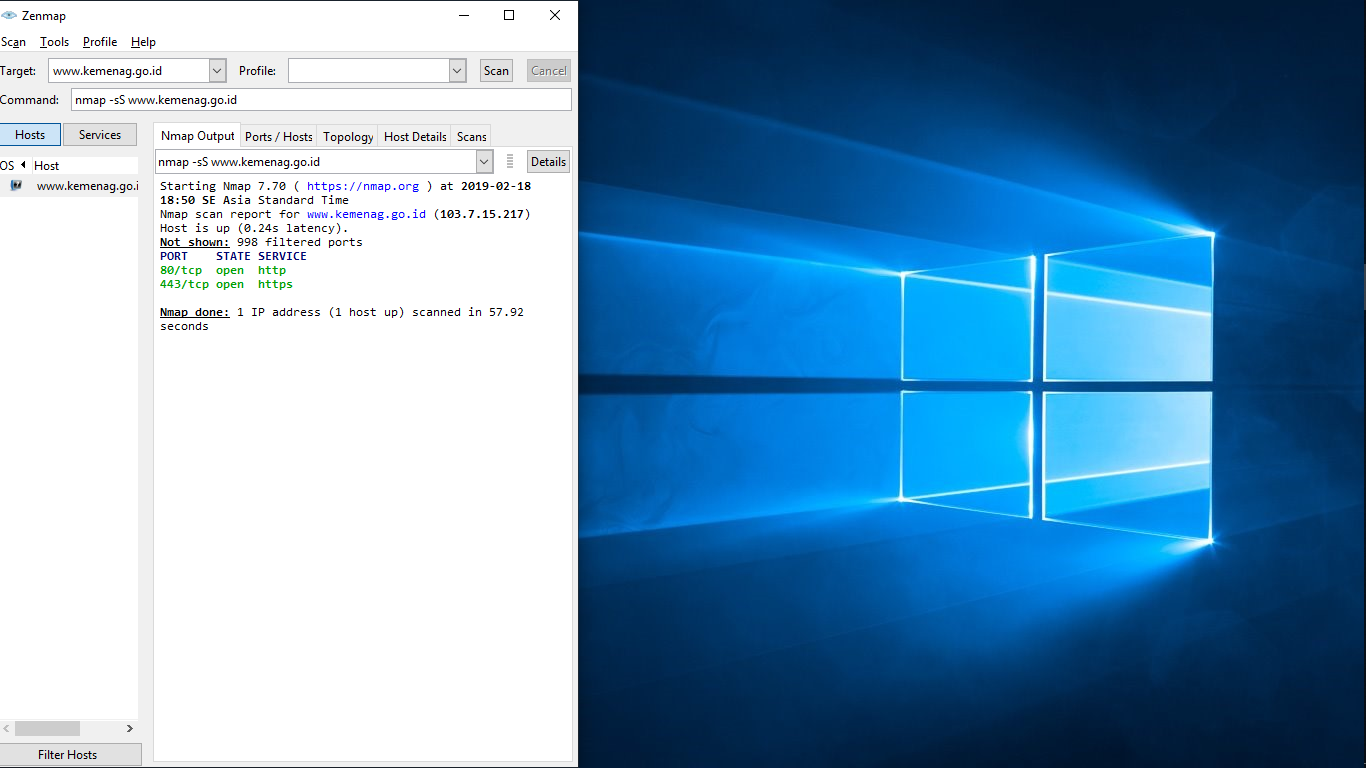 Zenmap
Scan Tools Profile Help
Target: www.kemenag.go.id Profile: Scan Cancel
Command: nmap -sS www.kemenag.go.id
Hosts Services
OS Host
www.kemenag.go.i
Nmap Output Ports / Hosts Topology Host Details Scans
nmap -sS www.kemenag.go.id Details
Starting Nmap 7.70 ( https://nmap.org ) at 2019-02-18
18:50 SE Asia Standard Time
Nmap scan report for www.kemenag.go.id (103.7.15.217)
Host is up (0.24s latency).
Not shown: 998 filtered ports
PORT STATE SERVICE
80/tcp open http
443/tcp open https
Nmap done: 1 IP address (1 host up) scanned in 57.92
seconds
Filter Hosts